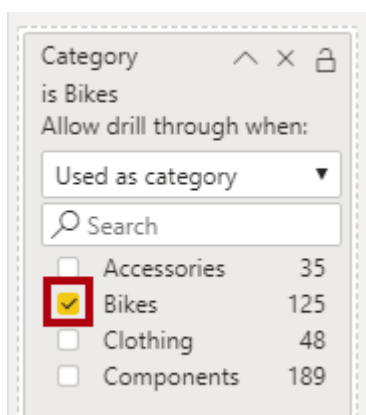 Category
is Bikes
Allow drill through when:
Used as category
Search
Accessories 35
Bikes 125
Clothing 48
Components 189